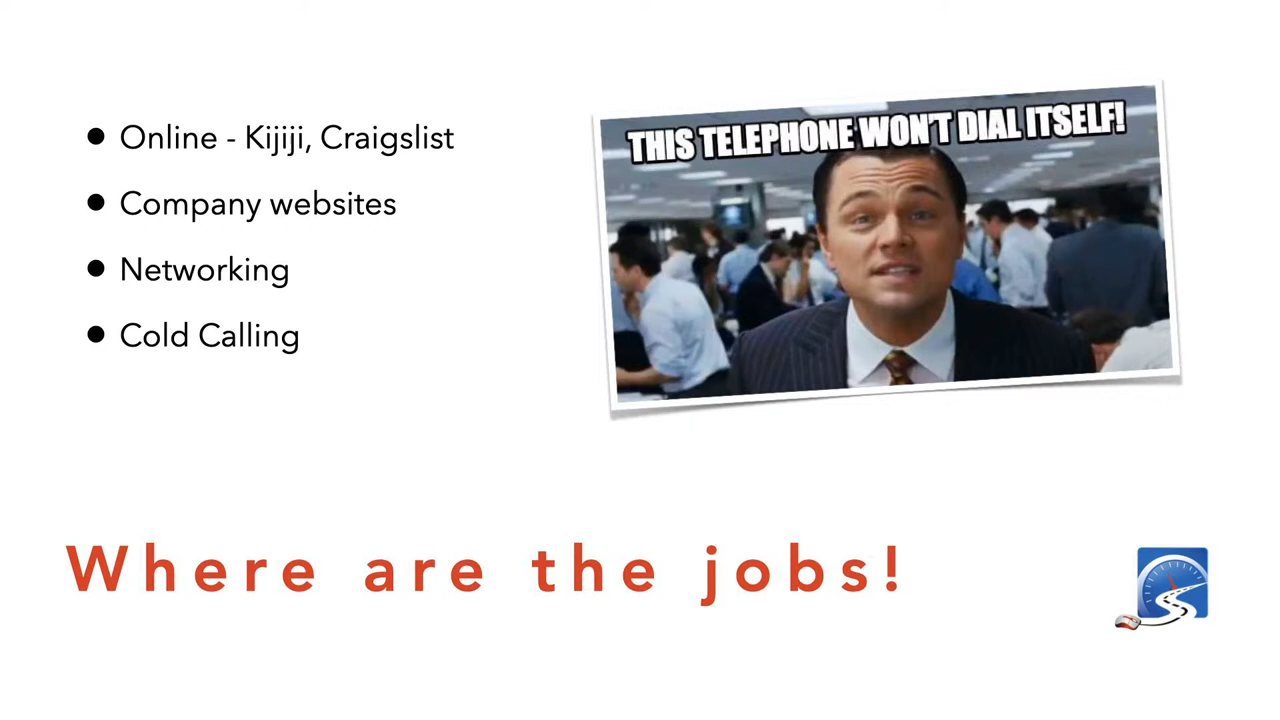 Online - Kijiji, Craigslist
Company websites
Networking
Cold Calling
THIS TELEPHONE WON'T DIAL ITSELF!
Where are the jobs!